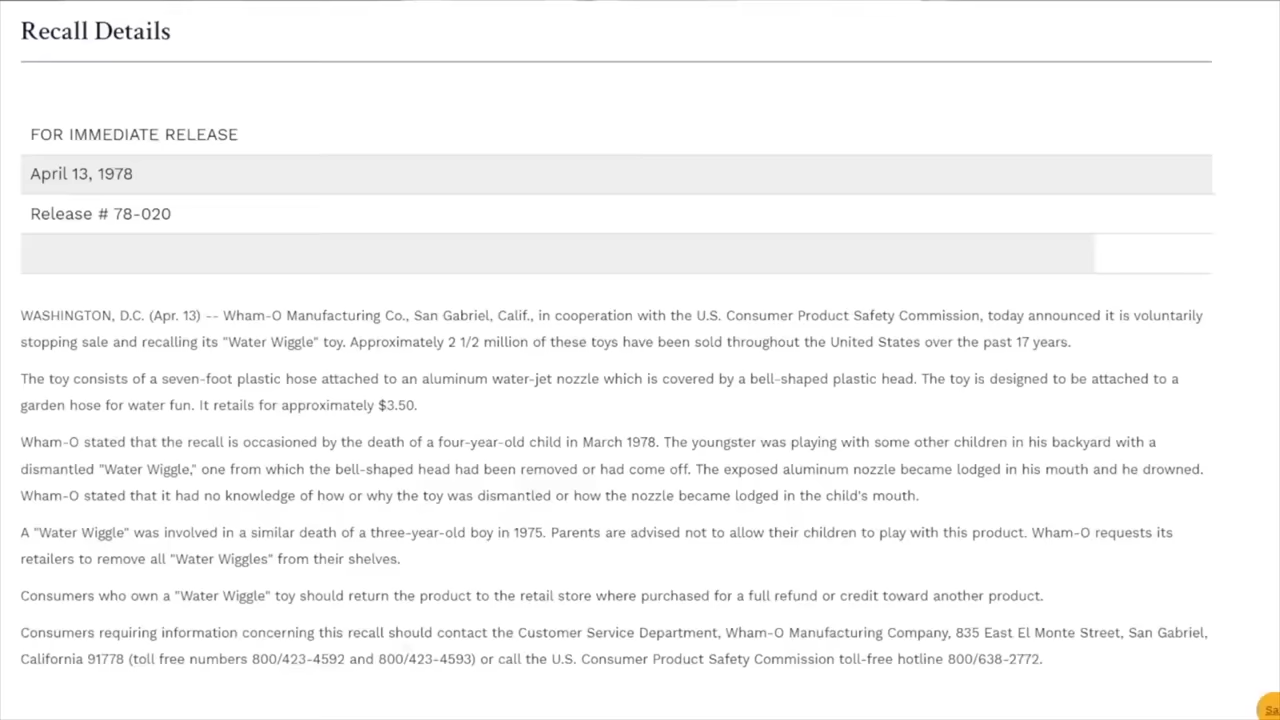 Recall Details
FOR IMMEDIATE RELEASE
April 13, 1978
Release # 78-020
WASHINGTON, D.C. (Apr. 13) -- Wham-O Manufacturing Co., San Gabriel, Calif., in cooperation with the U.S. Consumer Product Safety Commission, today announced it is voluntarily
stopping sale and recalling its "Water Wiggle" toy. Approximately 2 1/2 million of these toys have been sold throughout the United States over the past 17 years.
The toy consists of a seven-foot plastic hose attached to an aluminum water-jet nozzle which is covered by a bell-shaped plastic head. The toy is designed to be attached to a
garden hose for water fun. It retails for approximately $3.50.
Wham-O stated that the recall is occasioned by the death of a four-year-old child in March 1978. The youngster was playing with some other children in his backyard with a
dismantled "Water Wiggle," one from which the bell-shaped head had been removed or had come off. The exposed aluminum nozzle became lodged in his mouth and he drowned.
Wham-O stated that it had no knowledge of how or why the toy was dismantled or how the nozzle became lodged in the child's mouth.
A "Water Wiggle" was involved in a similar death of a three-year-old boy in 1975. Parents are advised not to allow their children to play with this product. Wham-O requests its
retailers to remove all "Water Wiggles" from their shelves.
Consumers who own a "Water Wiggle" toy should return the product to the retail store where purchased for a full refund or credit toward another product.
Consumers requiring information concerning this recall should contact the Customer Service Department, Wham-O Manufacturing Company, 835 East El Monte Street, San Gabriel,
California 91778 (toll free numbers 800/423-4592 and 800/423-4593) or call the U.S. Consumer Product Safety Commission toll-free hotline 800/638-2772.